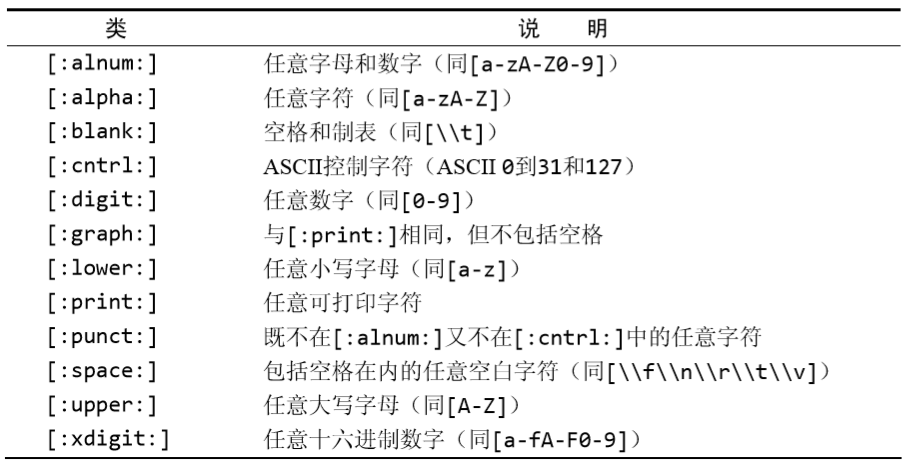 类 说 明
[:alnum:] 任意字母和数字（同[a-zA-Z0-9]）
[:alpha:] 任意字符（同[a-zA-Z]）
[:blank:] 空格和制表（同[\\t]）
[:cntrl:] ASCII控制字符（ASCII 0到31和127）
[:digit:] 任意数字（同[0-9]）
[:graph:] 与[:print:]相同，但不包括空格
[:lower:] 任意小写字母（同[a-z]）
[:print:] 任意可打印字符
[:punct:] 既不在[:alnum:]又不在[:cntrl:]中的任意字符
[:space:] 包括空格在内的任意空白字符（同[\\f\\n\\r\\t\\v]）
[:upper:] 任意大写字母（同[A-Z]）
[:xdigit:] 任意十六进制数字（同[a-fA-F0-9]）